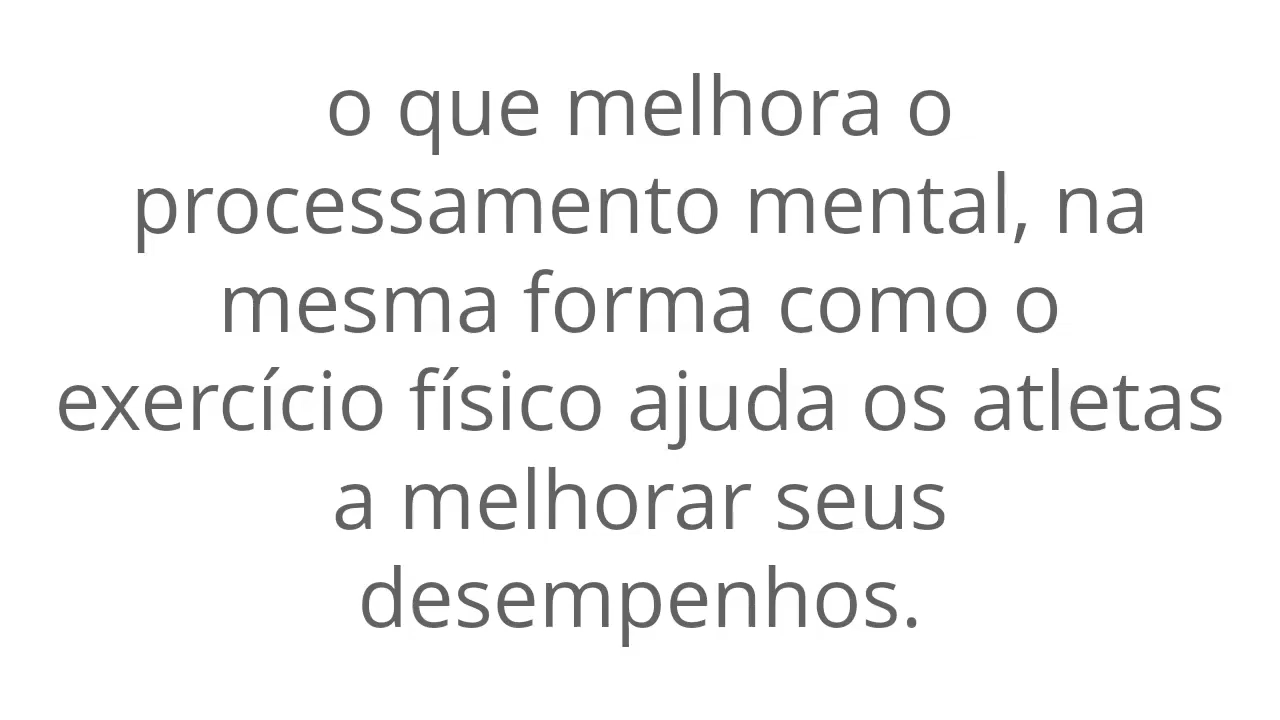 o que melhora o
processamento mental, na
mesma forma como o
exercício físico ajuda os atletas
a melhorar seus
desempenhos.